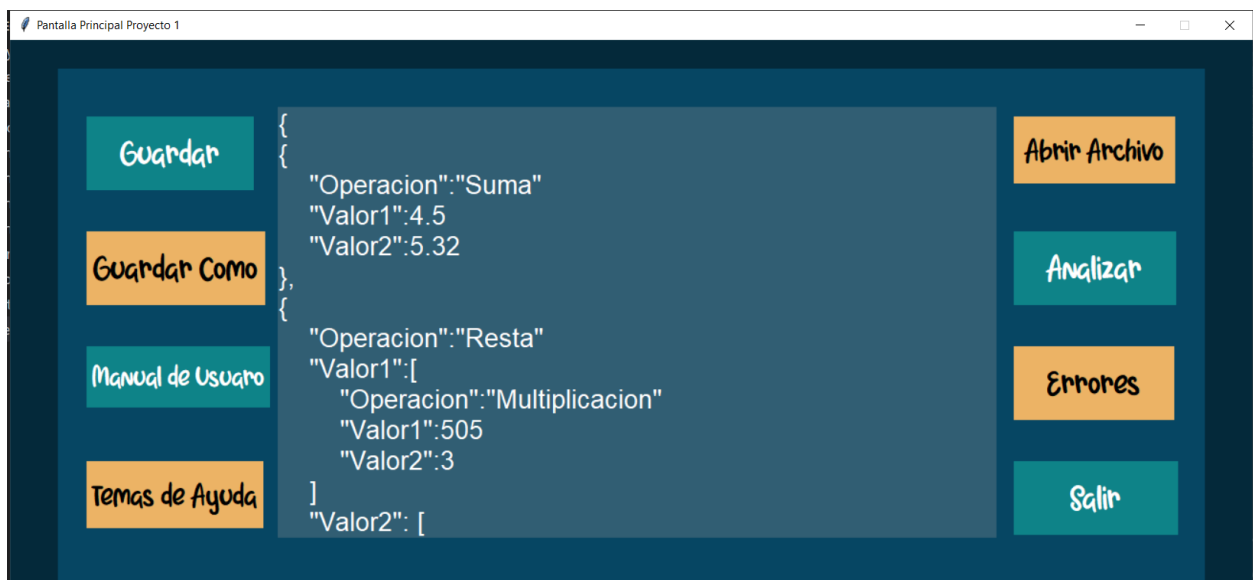 Pantalla Principal Proyecto 1
Guardar
Guardar Como
Manual de Usuaro
Temas de Ayuda
{
{
"Operacion":"Suma"
"Valor1":4.5
"Valor2":5.32
},
{
"Operacion":"Resta"
"Valor1":[
"Operacion":"Multiplicacion"
"Valor1":505
"Valor2":3
]
"Valor2": [
Abrir Archivo
Analizar
Errores
Salir